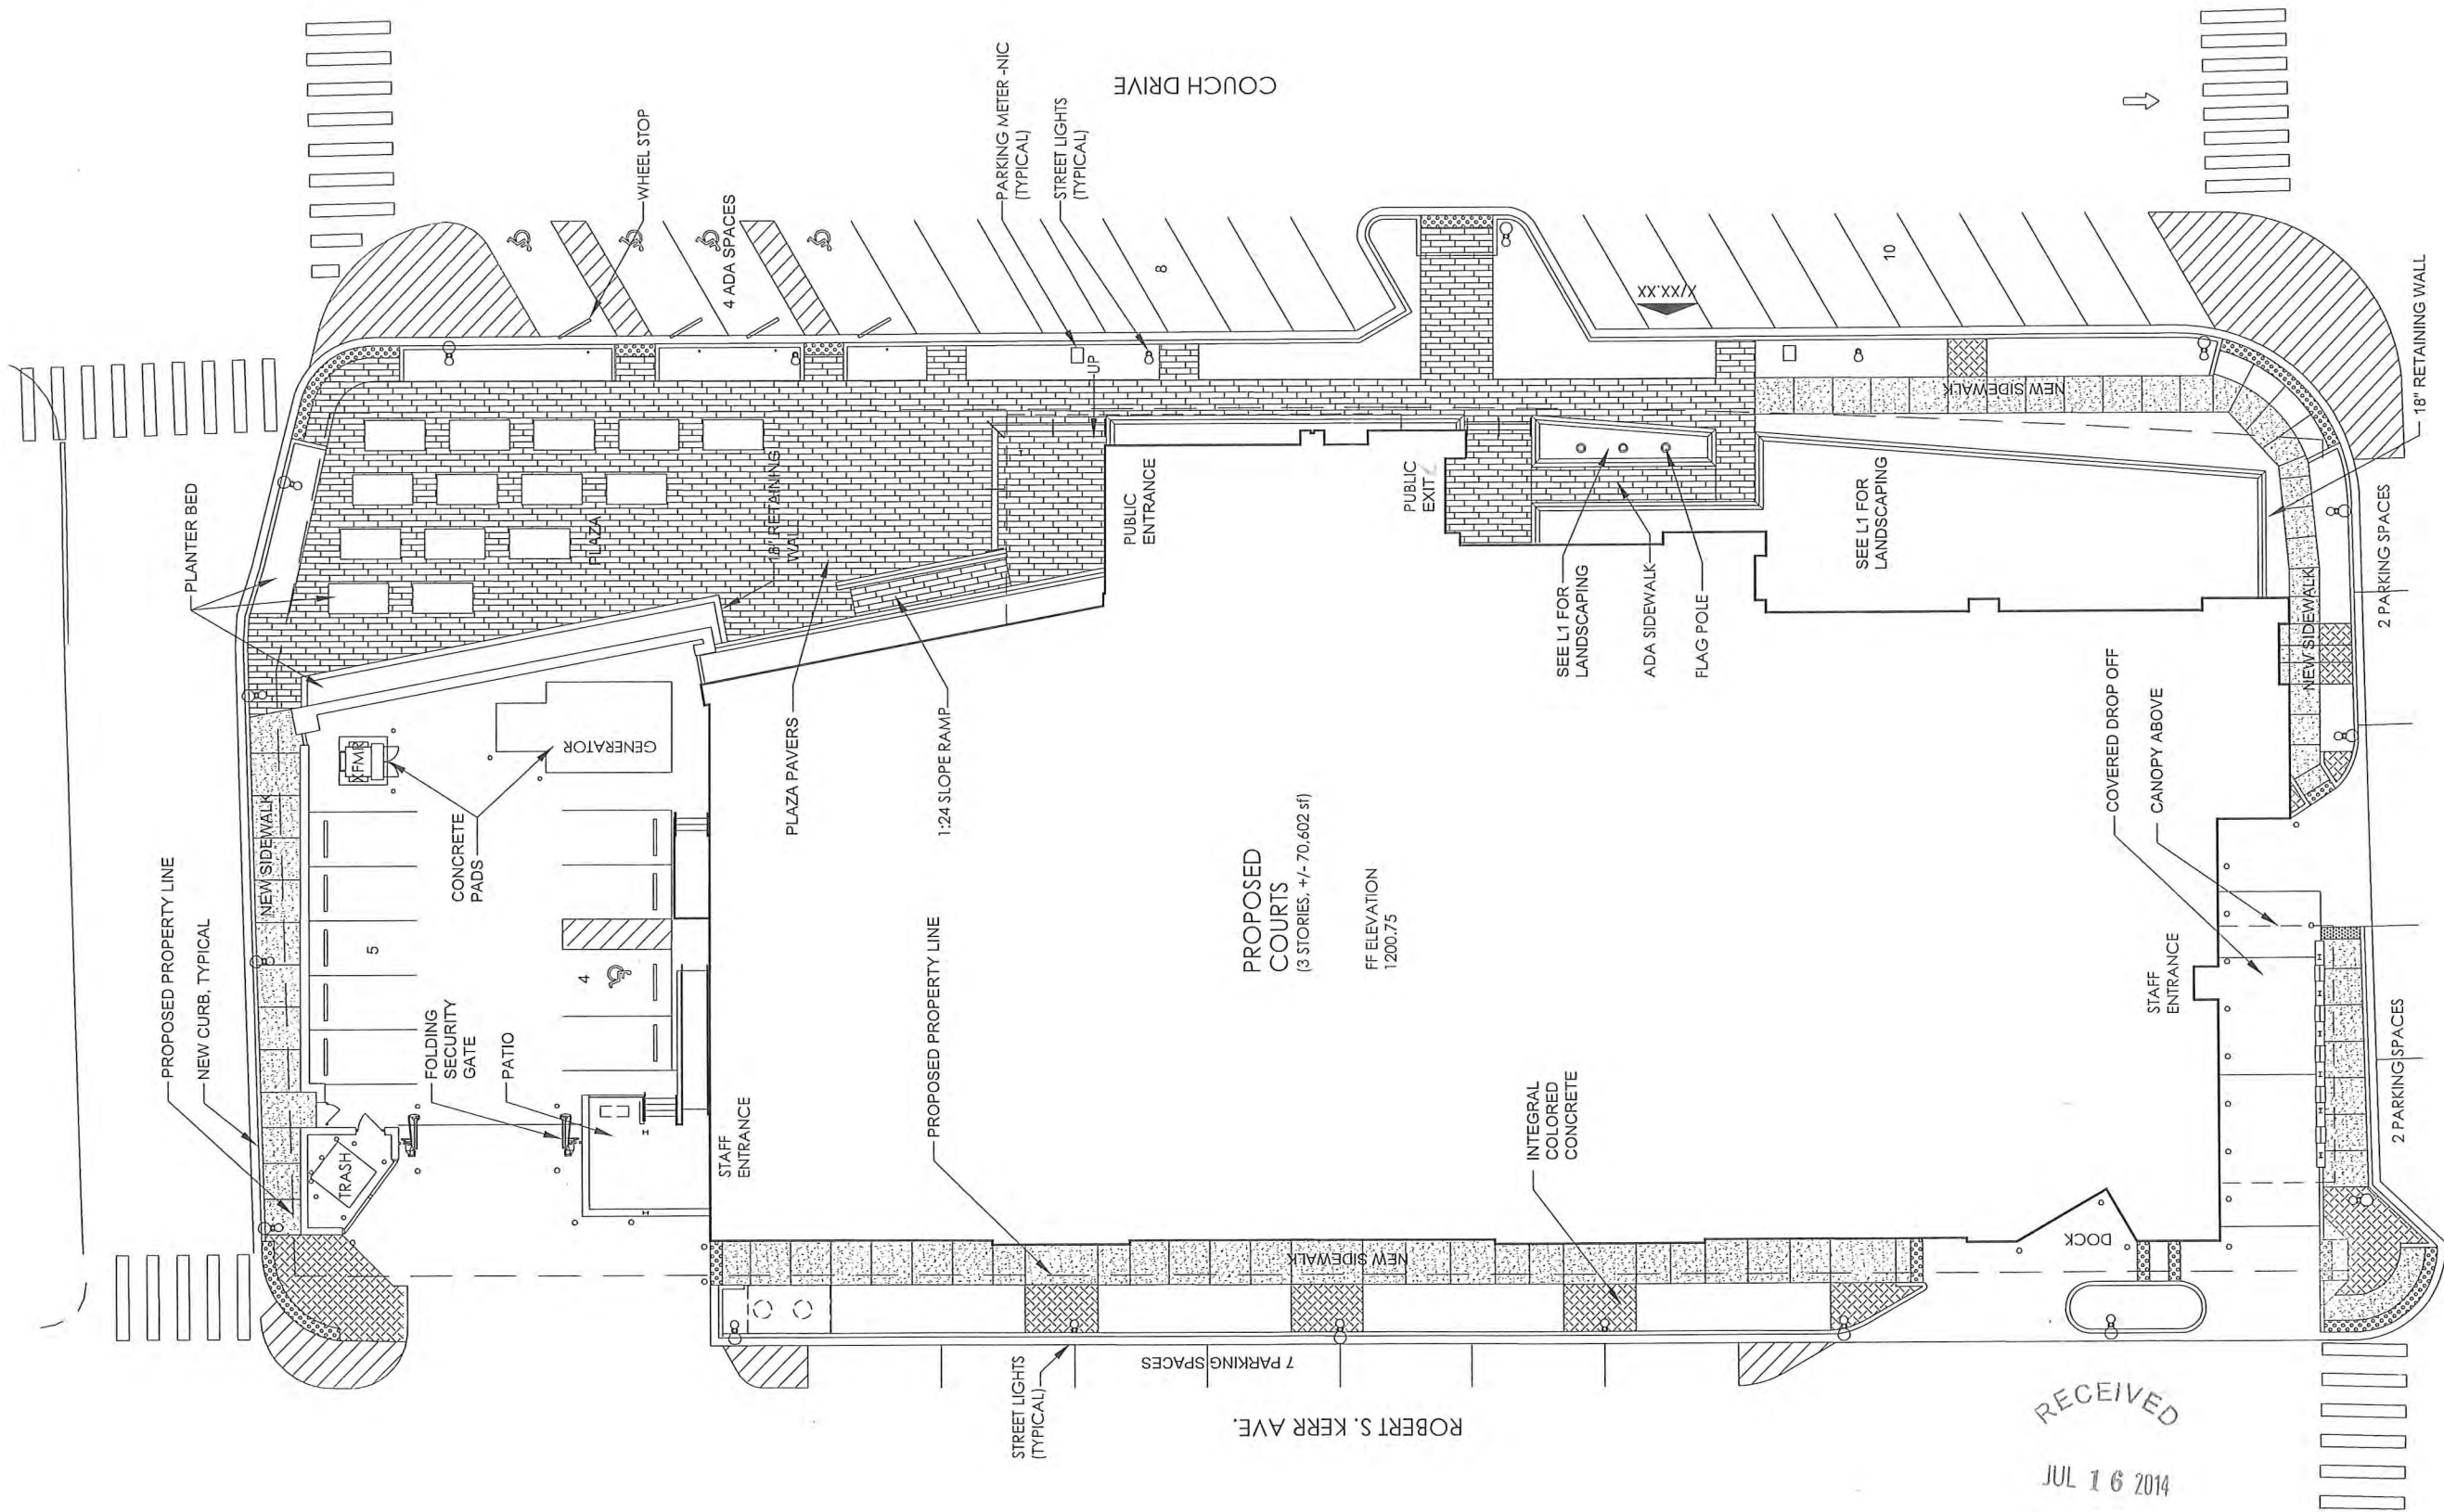 COUCH DRIVE
PARKING METER -NIC
(TYPICAL)
STREET LIGHTS
(TYPICAL)
WHEEL STOP
4 ADA SPACES
8
X/XX.XX
10
18" RETAINING WALL
UP
NEW SIDEWALK
PLANTER BED
PLAZA
18" RETAINING
WALL
PUBLIC
ENTRANCE
PUBLIC
EXIT
SEE L1 FOR
LANDSCAPING
ADA SIDEWALK
FLAG POLE
SEE L1 FOR
LANDSCAPING
NEW SIDEWALK
2 PARKING SPACES
PROPOSED PROPERTY LINE
NEW CURB, TYPICAL
NEW SIDEWALK
XFMR
GENERATOR
CONCRETE
PADS
PLAZA PAVERS
1:24 SLOPE RAMP
5
4
FOLDING
SECURITY
GATE
PATIO
TRASH
STAFF
ENTRANCE
PROPOSED PROPERTY LINE
PROPOSED
COURTS
(3 STORIES, +/- 70,602 sf)
FF ELEVATION
1200.75
COVERED DROP OFF
CANOPY ABOVE
STAFF
ENTRANCE
2 PARKING SPACES
INTEGRAL
COLORED
CONCRETE
NEW SIDEWALK
DOCK
7 PARKING SPACES
STREET LIGHTS
(TYPICAL)
ROBERT S. KERR AVE.
RECEIVED
JUL 16 2014